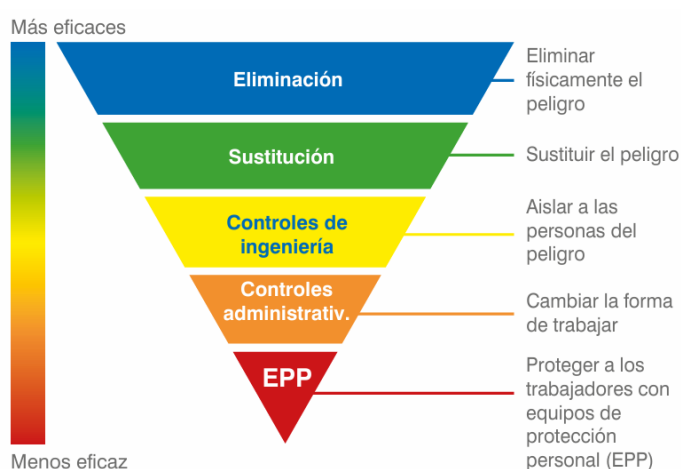 Más eficaces
Eliminación
Eliminar
físicamente el
peligro
Sustitución
Sustituir el peligro
Controles de
ingeniería
Aislar a las
personas del
peligro
Controles
administrativ.
Cambiar la forma
de trabajar
EPP
Proteger a los
trabajadores con
equipos de
protección
personal (EPP)
Menos eficaz